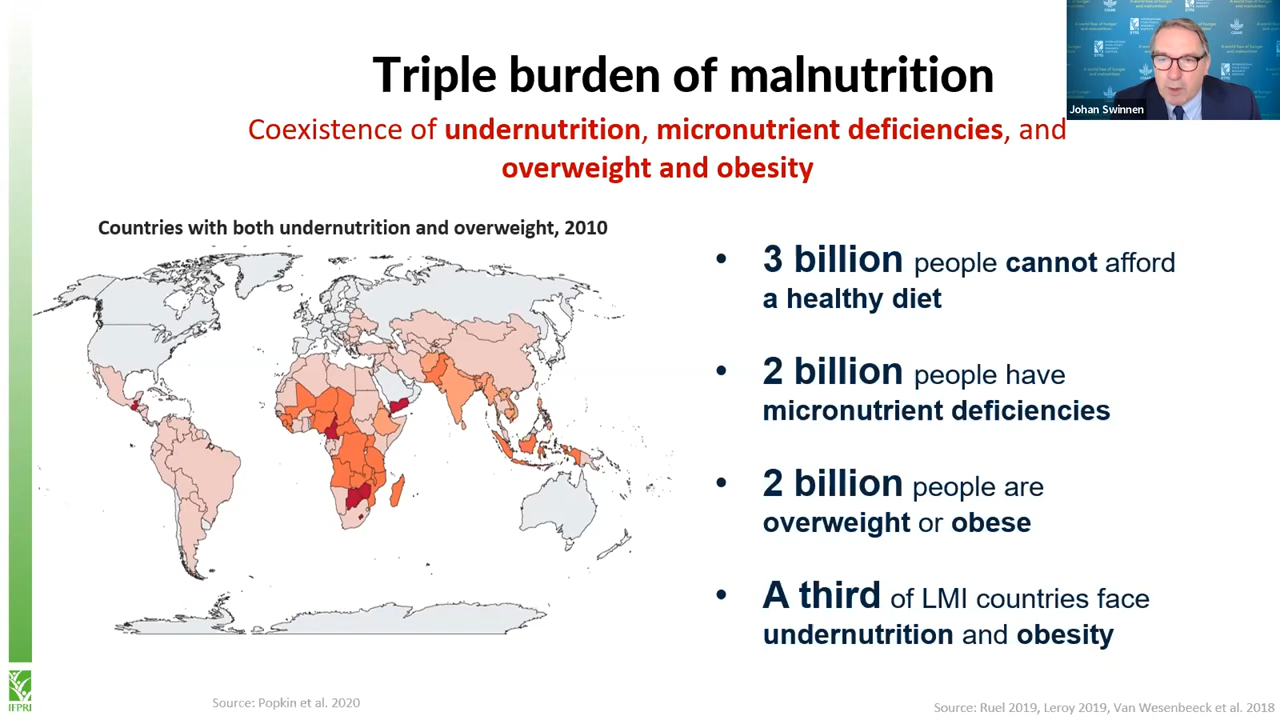 Triple burden of malnutrition
Johan Swinnen
Coexistence of undernutrition, micronutrient deficiencies, and
overweight and obesity
Countries with both undernutrition and overweight, 2010
• 3 billion people cannot afford
a healthy diet
• 2 billion people have
micronutrient deficiencies
• 2 billion people are
overweight or obese
• A third of LMI countries face
undernutrition and obesity
IFPRI
Source: Popkin et al. 2020
Source: Ruel 2019, Leroy 2019, Van Wesenbeeck et al. 2018